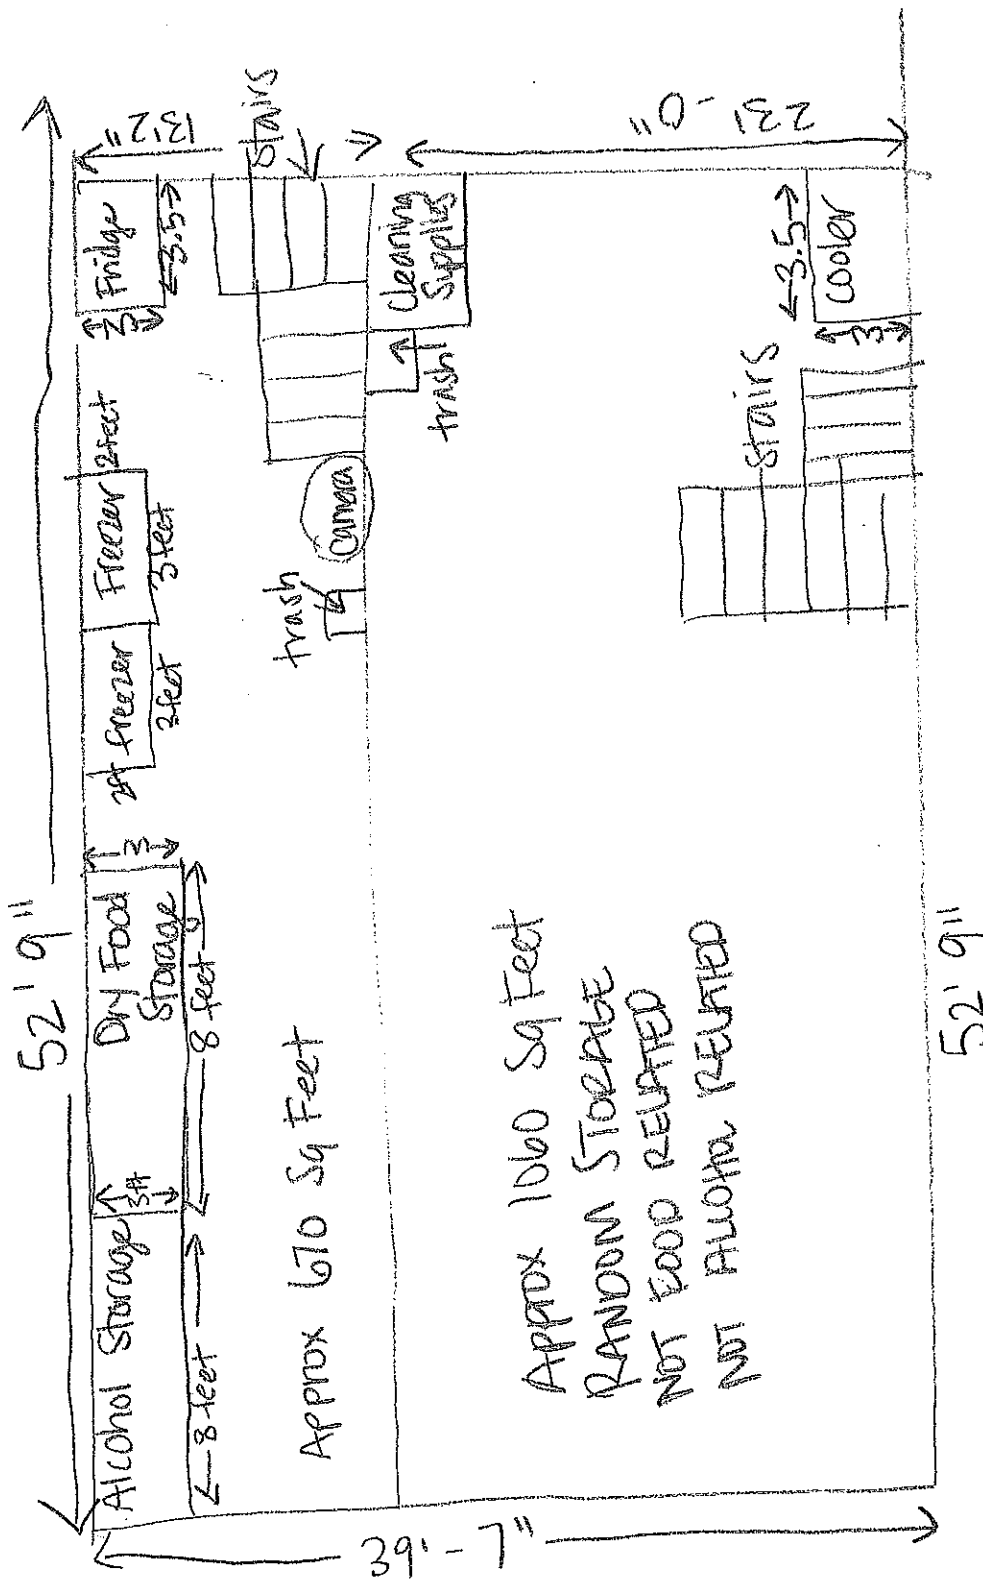 52' 9"
Alcohol Storage
3ft
← 8 feet →
Dry Food
Storage
3
← 8 feet →
2ft
freezer
3feet
Freezer
2feet
3feet
Fridge
3
←3.5→
13'2"
Stairs
trash
Camera
Approx 670 Sq Feet
Cleaning
Supplies
trash
23' -0"
Stairs
←3.5→
cooler
3
Approx 1060 Sq Feet
RANDOM STORAGE
NOT FOOD RELATED
NOT ALCOHOL RELATED
39'-7"
52' 9"